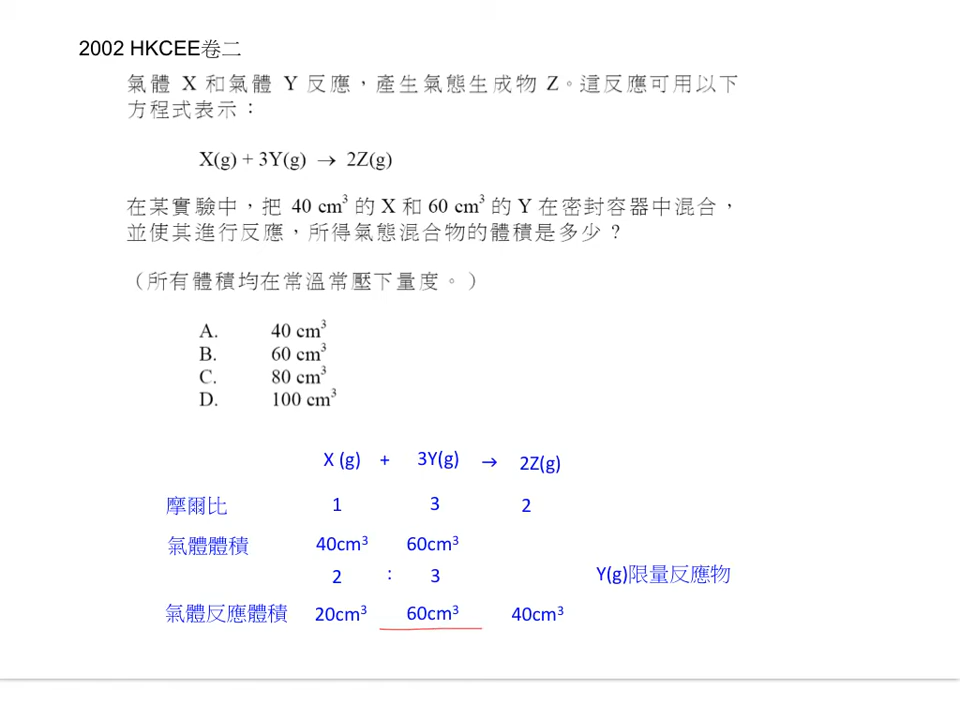 2002 HKCEE卷二
氣體 X 和氣體 Y 反應，產生氣態生成物 Z。這反應可用以下
方程式表示：
X(g) + 3Y(g) → 2Z(g)
在某實驗中，把 40 cm³ 的 X 和 60 cm³ 的 Y 在密封容器中混合，
並使其進行反應，所得氣態混合物的體積是多少？
（所有體積均在常溫常壓下量度。）
A. 40 cm³
B. 60 cm³
C. 80 cm³
D. 100 cm³
X (g) + 3Y(g) → 2Z(g)
摩爾比 1 3 2
氣體體積 40cm³ 60cm³
2 : 3 Y(g)限量反應物
氣體反應體積 20cm³ 60cm³ 40cm³